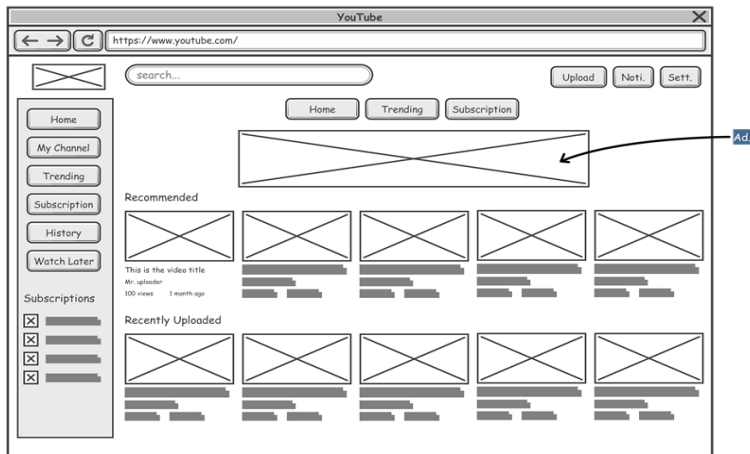 YouTube
https://www.youtube.com/
search...
Upload
Noti.
Sett.
Home
Trending
Subscription
Ad.
Home
My Channel
Trending
Subscription
History
Watch Later
Subscriptions
Recommended
This is the video title
Mr. uploader
100 views 1 month ago
Recently Uploaded